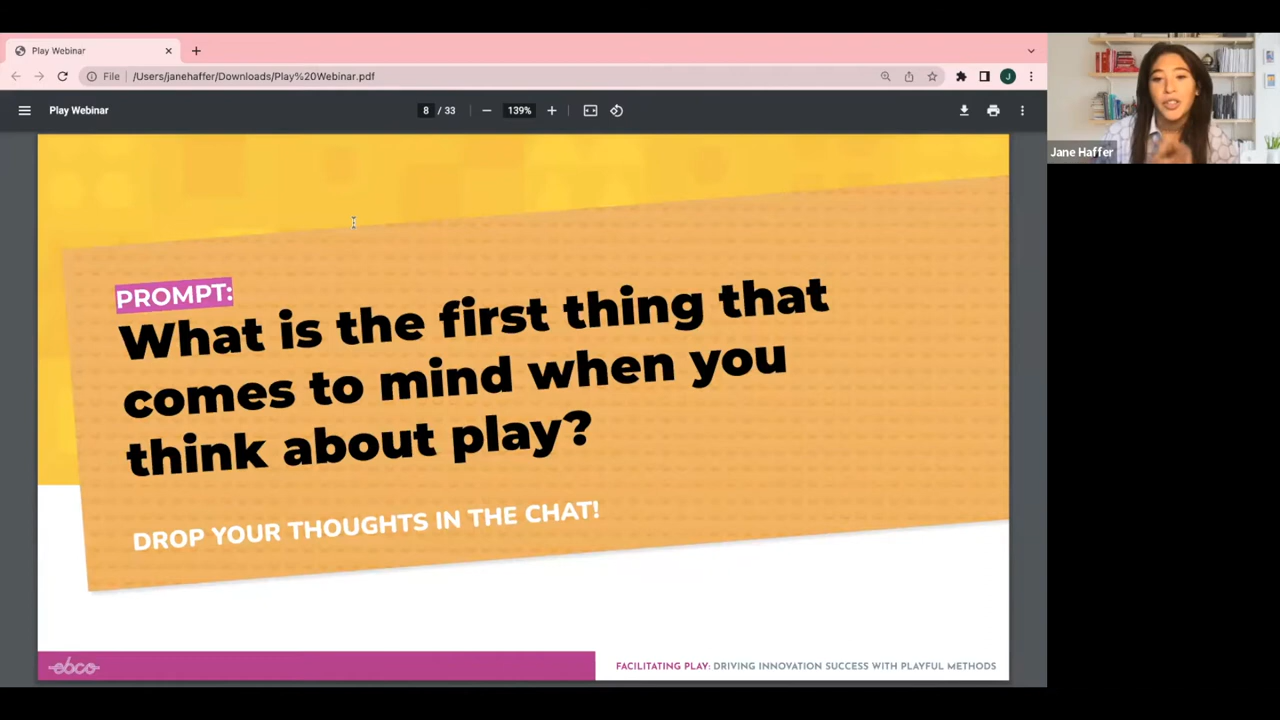 Play Webinar
File
/Users/janehaffer/Downloads/Play%20Webinar.pdf
J
Play Webinar
8 / 33
139%
Jane Haffer
PROMPT:
What is the first thing that
comes to mind when you
think about play?
DROP YOUR THOUGHTS IN THE CHAT!
ebco
FACILITATING PLAY: DRIVING INNOVATION SUCCESS WITH PLAYFUL METHODS